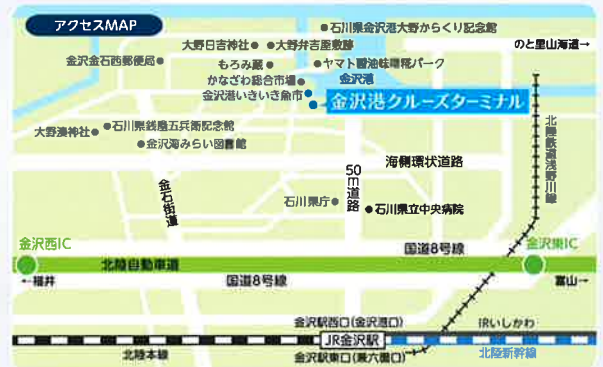 アクセスMAP
石川県金沢港大野からくり記念館
大野日吉神社
大野弁吉屋敷跡
のと里山海道→
金沢金石西郵便局
もろみ蔵
ヤマト醤油味噌糀パーク
かなざわ総合市場
金沢港
金沢港いきいき魚市
金沢港クルーズターミナル
大野湊神社
石川県銭屋五兵衛記念館
金沢海みらい図書館
北陸鉄道浅野川線
海側環状道路
金石街道
50m道路
石川県庁
石川県立中央病院
金沢西IC
国道8号線
金沢東IC
北陸自動車道
←福井
国道8号線
富山→
金沢駅西口(金沢港口)
IRいしかわ
JR金沢駅
北陸本線
金沢駅東口(兼六園口)
北陸新幹線